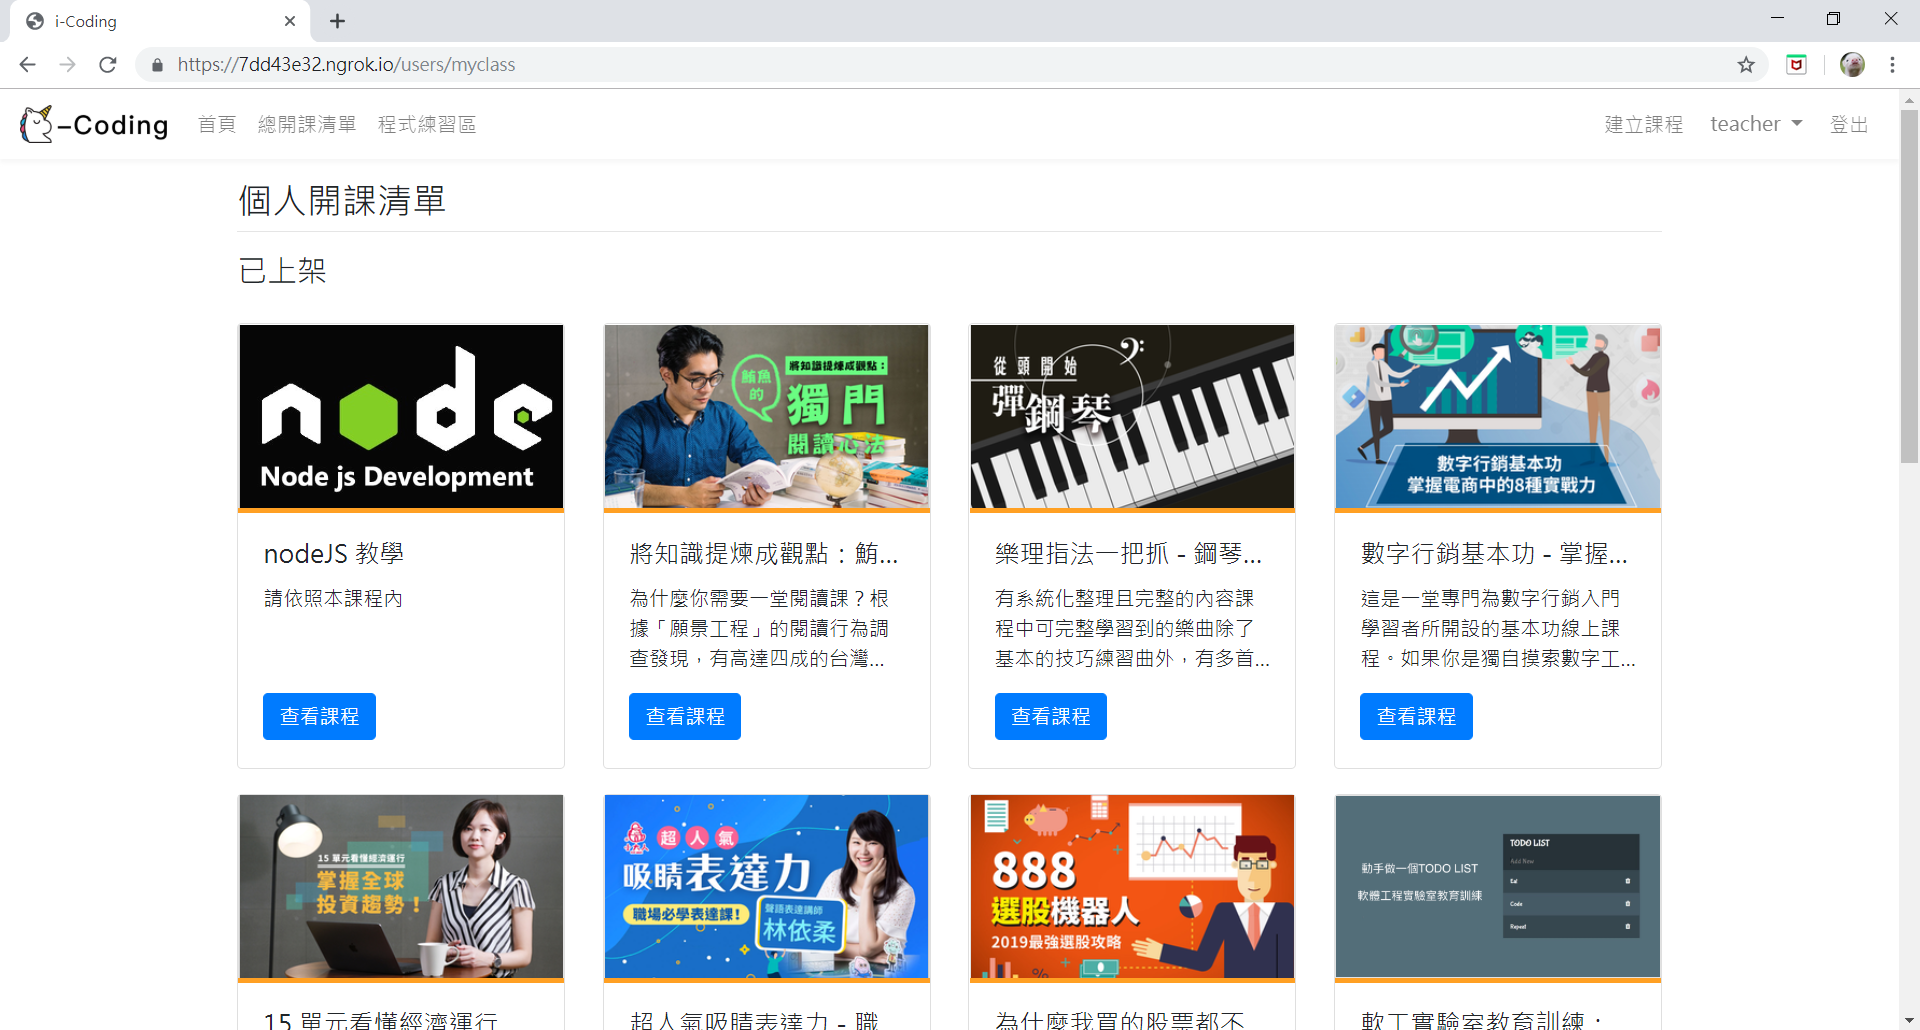 i-Coding
https://7dd43e32.ngrok.io/users/myclass
-Coding 首頁 總開課清單 程式練習區 建立課程 teacher 登出
個人開課清單
已上架
node
Node js Development
nodeJS 教學
請依照本課程內
查看課程
將知識提煉成觀點：
鮪魚的
獨門
閱讀心法
將知識提煉成觀點：鮪...
為什麼你需要一堂閱讀課？根
據「願景工程」的閱讀行為調
查發現，有高達四成的台灣...
查看課程
從頭開始
彈鋼琴
樂理指法一把抓 - 鋼琴...
有系統化整理且完整的內容課
程中可完整學習到的樂曲除了
基本的技巧練習曲外，有多首...
查看課程
數字行銷基本功
掌握電商中的8種實戰力
數字行銷基本功 - 掌握...
這是一堂專門為數字行銷入門
學習者所開設的基本功線上課
程。如果你是獨自摸索數字工...
查看課程
15 單元看懂經濟運行
掌握全球
投資趨勢！
15 單元看懂經濟運行
超人氣
吸睛表達力
職場必學表達課！
聲語表達講師
林依柔
超人氣吸睛表達力 - 職
888
選股機器人
2019最強選股攻略
為什麼我買的股票都不
動手做一個TODO LIST
軟體工程實驗室教育訓練
TODO LIST
Add New
Eat
Code
Repeat
軟工實驗室教育訓練：